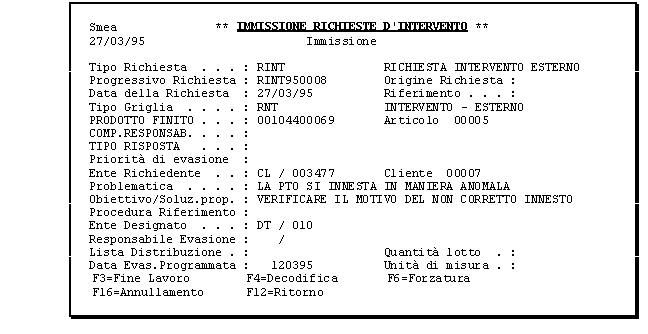 Smea ** IMMISSIONE RICHIESTE D'INTERVENTO **
27/03/95 Immissione
Tipo Richiesta . . . : RINT RICHIESTA INTERVENTO ESTERNO
Progressivo Richiesta : RINT950008 Origine Richiesta :
Data della Richiesta : 27/03/95 Riferimento . . . :
Tipo Griglia . . . . : RNT INTERVENTO - ESTERNO
PRODOTTO FINITO . . . : 00104400069 Articolo 00005
COMP.RESPONSAB. . . . :
TIPO RISPOSTA . . . :
Priorità di evasione :
Ente Richiedente . . : CL / 003477 Cliente 00007
Problematica . . . . : LA PTO SI INNESTA IN MANIERA ANOMALA
Obiettivo/Soluz.prop. : VERIFICARE IL MOTIVO DEL NON CORRETTO INNESTO
Procedura Riferimento :
Ente Designato . . . : DT / 010
Responsabile Evasione : /
Lista Distribuzione . : Quantità lotto . :
Data Evas.Programmata : 120395 Unità di misura . :
F3=Fine Lavoro F4=Decodifica F6=Forzatura
F16=Annullamento F12=Ritorno